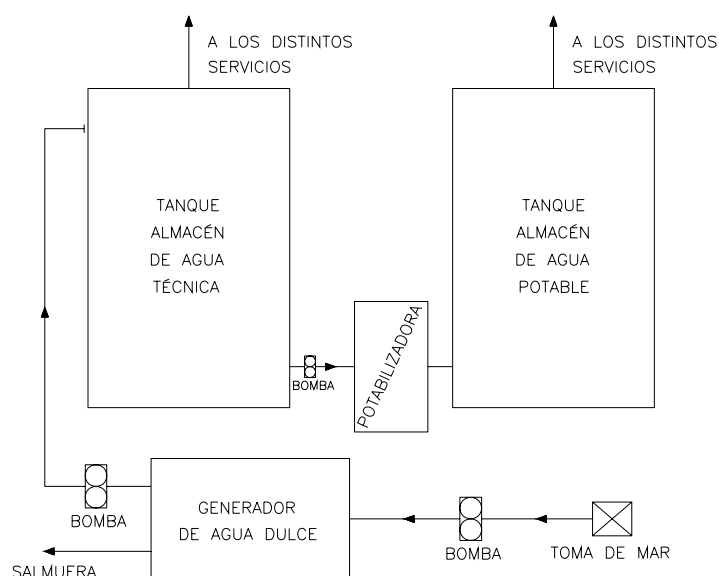 A LOS DISTINTOS
SERVICIOS
A LOS DISTINTOS
SERVICIOS
TANQUE
ALMACÉN
DE AGUA
TÉCNICA
TANQUE
ALMACÉN
DE AGUA
POTABLE
POTABILIZADORA
BOMBA
GENERADOR
DE AGUA DULCE
BOMBA
BOMBA
TOMA DE MAR
SALMUERA